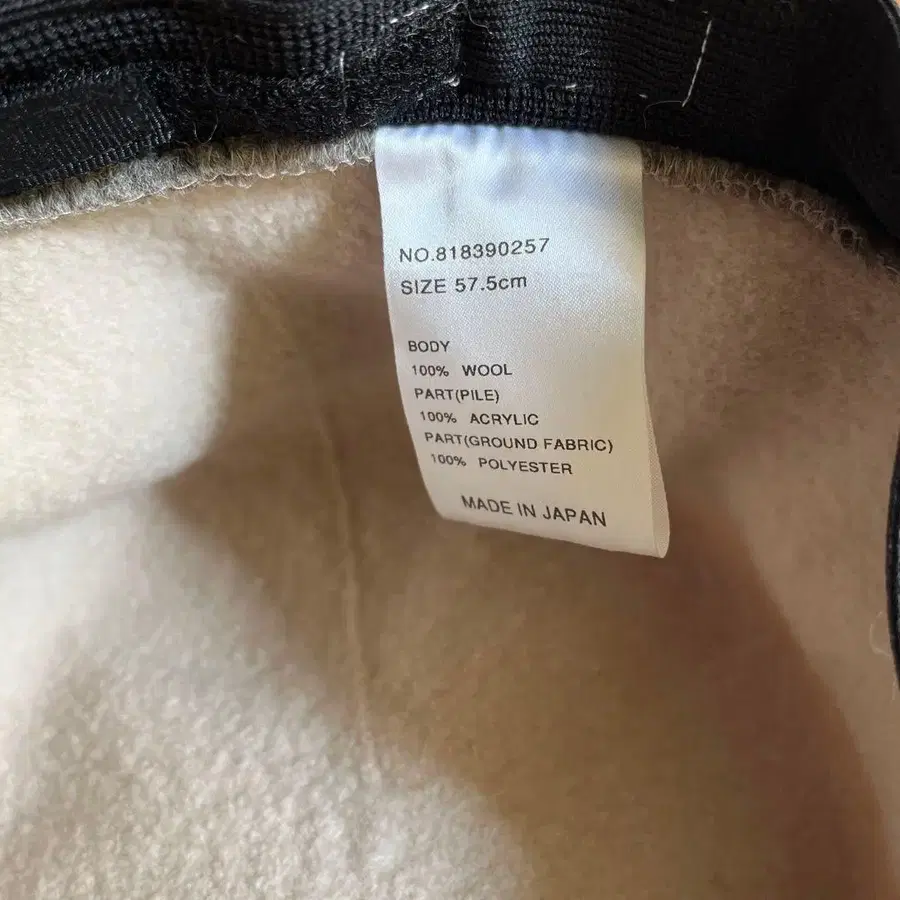 NO.818390257
SIZE 57.5cm
BODY
100% WOOL
PART(PILE)
100% ACRYLIC
PART(GROUND FABRIC)
100% POLYESTER
MADE IN JAPAN